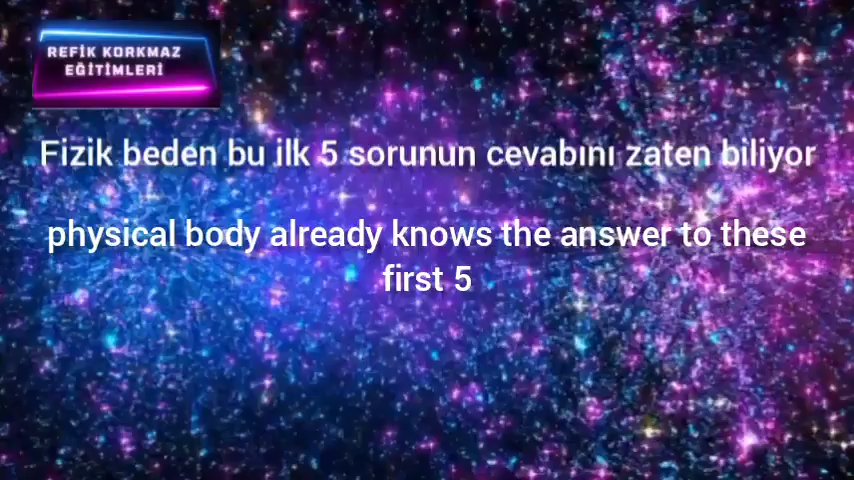 REFİK KORKMAZ
EĞİTİMLERİ
Fizik beden bu ilk 5 sorunun cevabını zaten biliyor
physical body already knows the answer to these
first 5